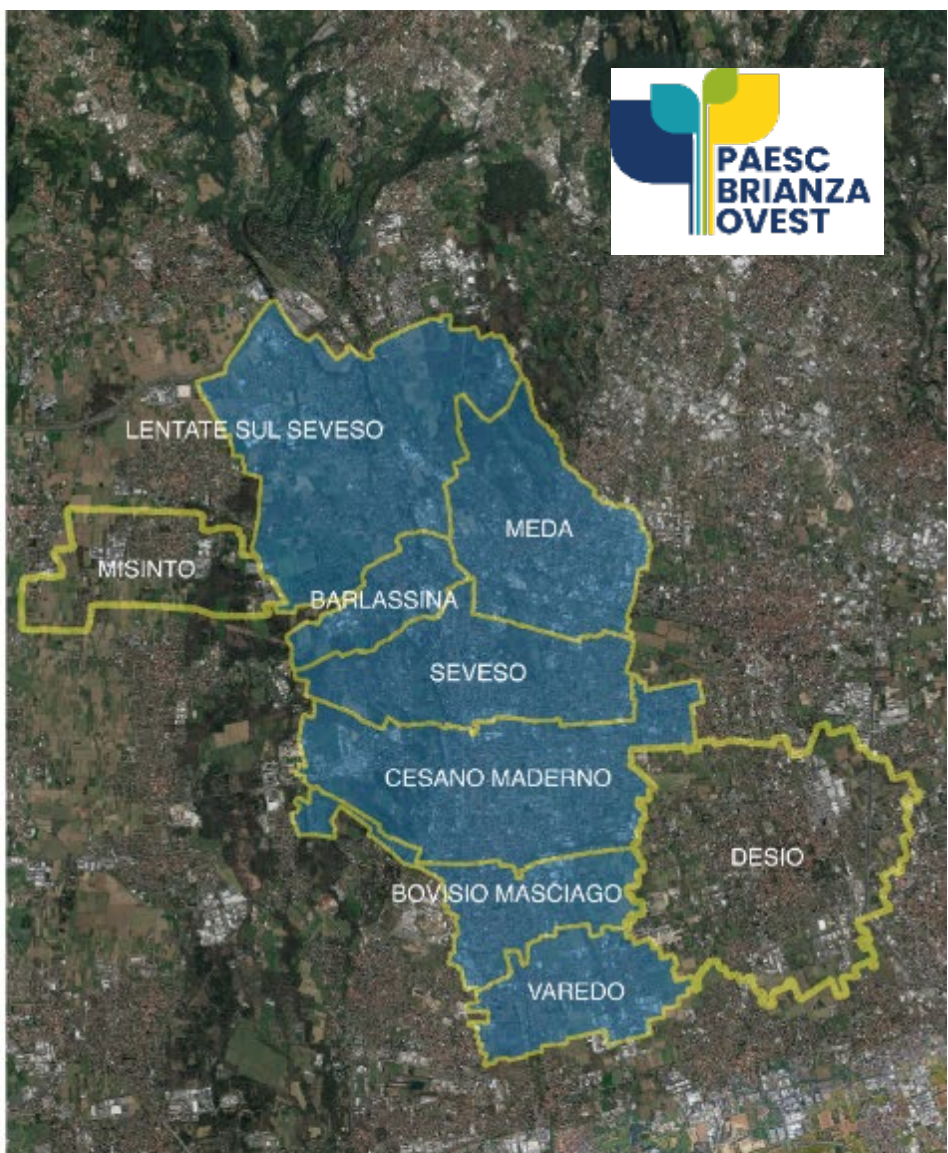 PAESC
BRIANZA
OVEST
LENTATE SUL SEVESO
MEDA
MISINTO
BARLASSINA
SEVESO
CESANO MADERNO
DESIO
BOVISIO MASCIAGO
VAREDO